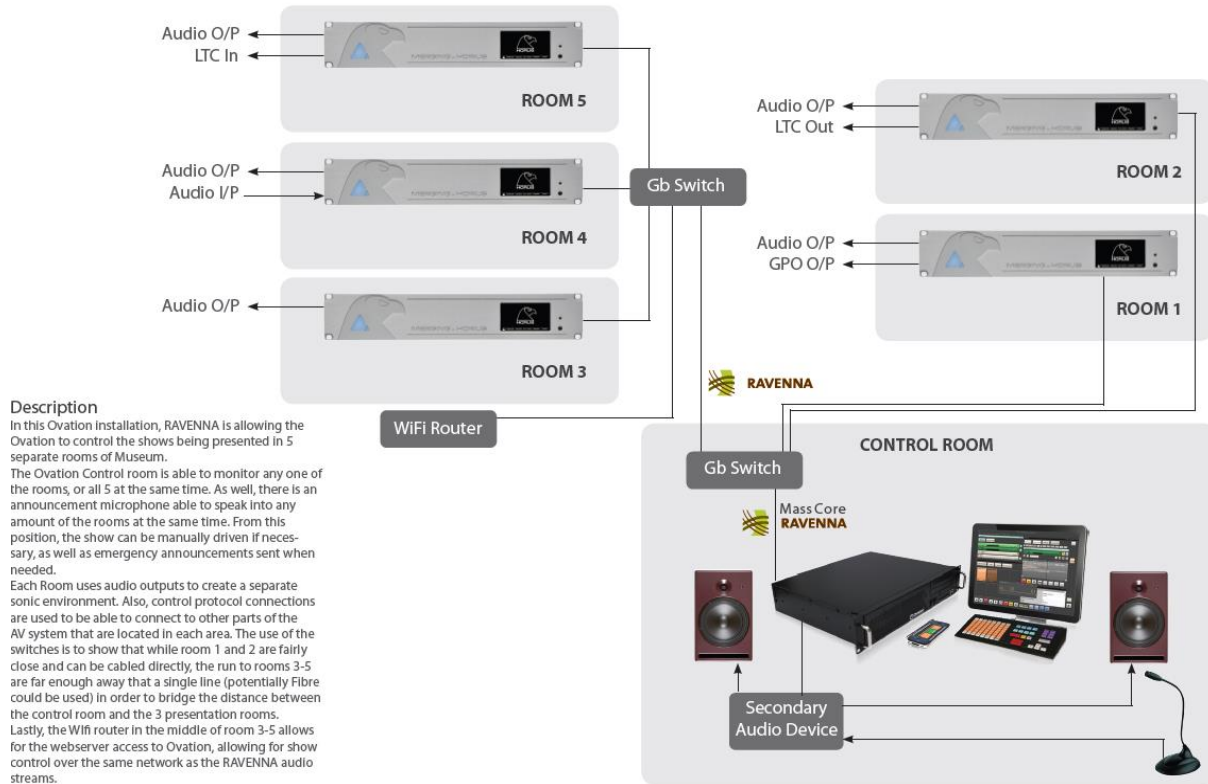 Audio O/P
LTC In
ROOM 5
Audio O/P
Audio I/P
ROOM 4
Audio O/P
ROOM 3
Gb Switch
WiFi Router
Audio O/P
LTC Out
ROOM 2
Audio O/P
GPO O/P
ROOM 1
RAVENNA
CONTROL ROOM
Gb Switch
Mass Core
RAVENNA
Secondary
Audio Device
Description
In this Ovation installation, RAVENNA is allowing the
Ovation to control the shows being presented in 5
separate rooms of Museum.
The Ovation Control room is able to monitor any one of
the rooms, or all 5 at the same time. As well, there is an
announcement microphone able to speak into any
amount of the rooms at the same time. From this
position, the show can be manually driven if neces-
sary, as well as emergency announcements sent when
needed.
Each Room uses audio outputs to create a separate
sonic environment. Also, control protocol connections
are used to be able to connect to other parts of the
AV system that are located in each area. The use of the
switches is to show that while room 1 and 2 are fairly
close and can be cabled directly, the run to rooms 3-5
are far enough away that a single line (potentially Fibre
could be used) in order to bridge the distance between
the control room and the 3 presentation rooms.
Lastly, the Wifi router in the middle of room 3-5 allows
for the webserver access to Ovation, allowing for show
control over the same network as the RAVENNA audio
streams.